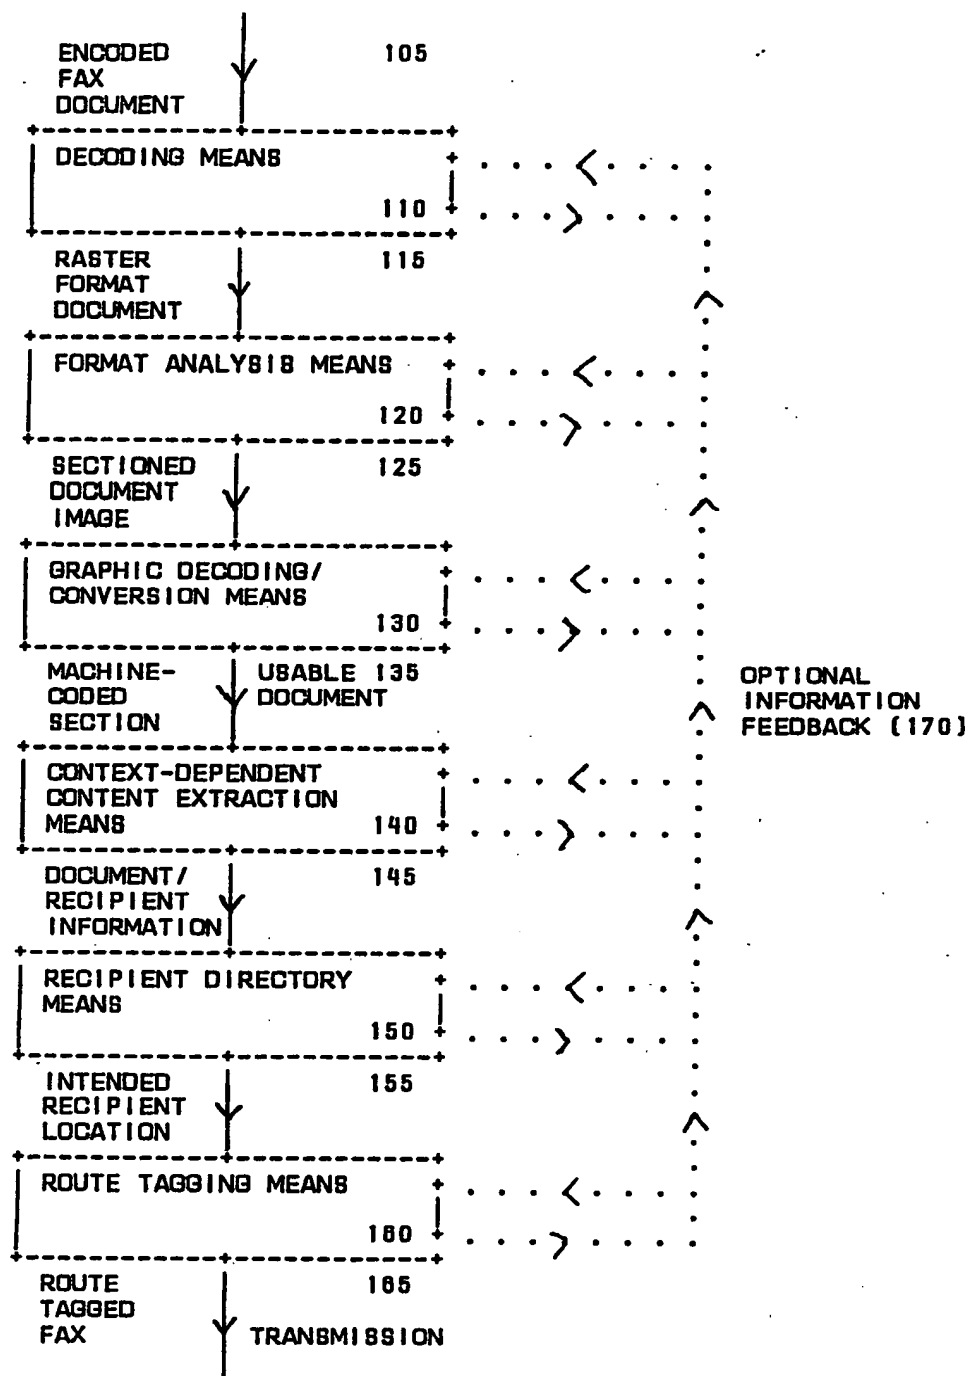 ENCODED 105
FAX
DOCUMENT
DECODING MEANS
110
RASTER 115
FORMAT
DOCUMENT
FORMAT ANALYSIS MEANS
120
SECTIONED 125
DOCUMENT
IMAGE
GRAPHIC DECODING/
CONVERSION MEANS
130
MACHINE- USABLE 135
CODED DOCUMENT
SECTION
OPTIONAL
INFORMATION
FEEDBACK (170)
CONTEXT-DEPENDENT
CONTENT EXTRACTION
MEANS 140
DOCUMENT/ 145
RECIPIENT
INFORMATION
RECIPIENT DIRECTORY
MEANS
150
INTENDED 155
RECIPIENT
LOCATION
ROUTE TAGGING MEANS
160
ROUTE 165
TAGGED
FAX TRANSMISSION